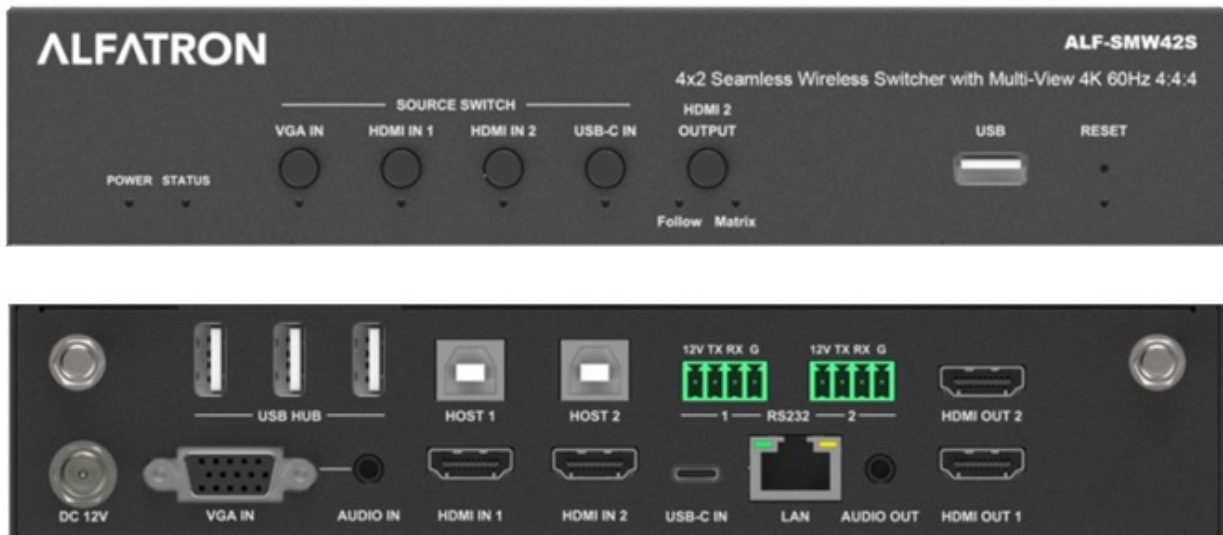 ALFATRON
ALF-SMW42S
4x2 Seamless Wireless Switcher with Multi-View 4K 60Hz 4:4:4
SOURCE SWITCH
HDMI 2
VGA IN HDMI IN 1 HDMI IN 2 USB-C IN OUTPUT USB RESET
POWER STATUS
Follow Matrix
12V TX RX G 12V TX RX G
USB HUB HOST 1 HOST 2 1 RS232 2 HDMI OUT 2
DC 12V VGA IN AUDIO IN HDMI IN 1 HDMI IN 2 USB-C IN LAN AUDIO OUT HDMI OUT 1